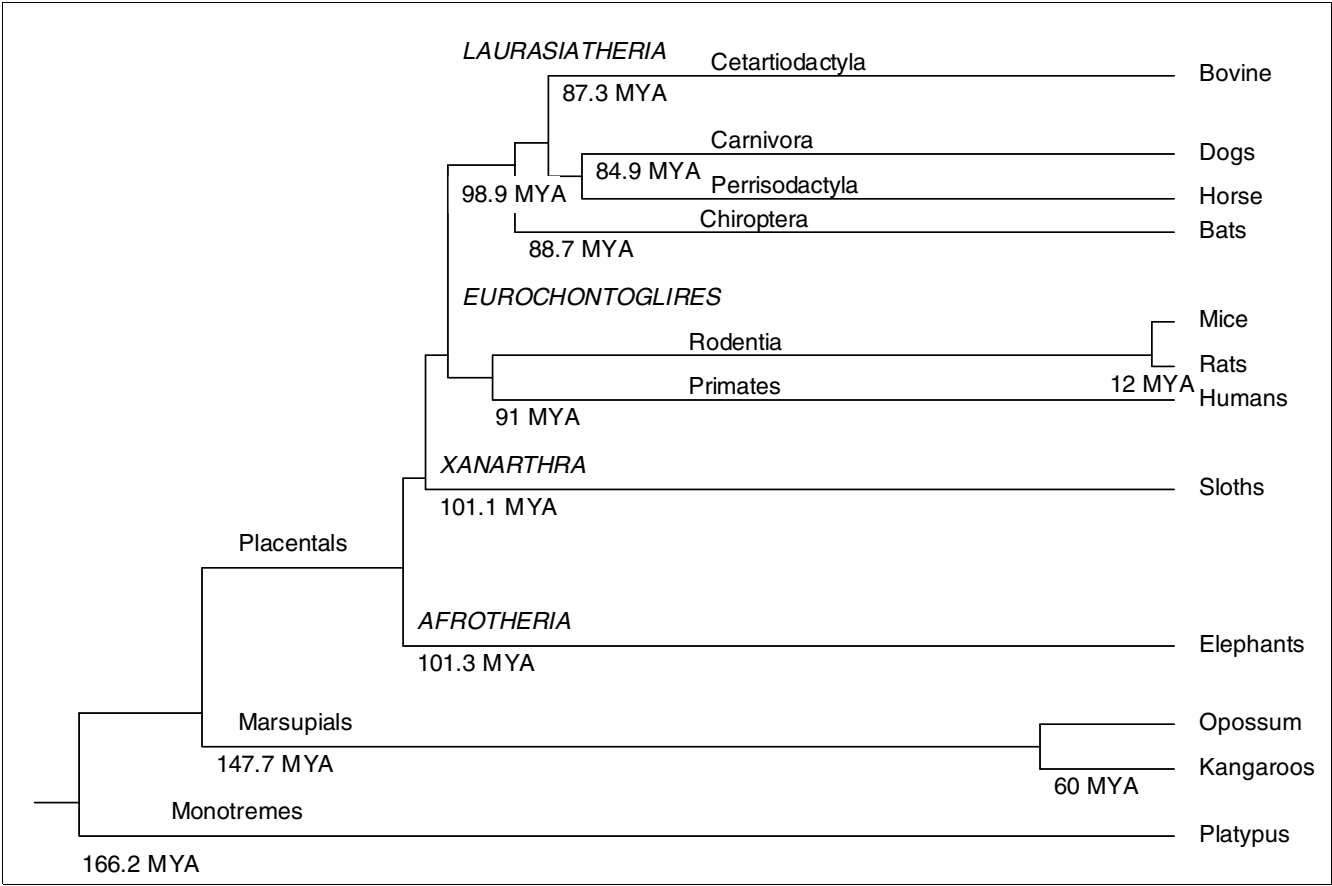 LAURASIATHERIA
Cetartiodactyla
Bovine
87.3 MYA
Carnivora
Dogs
84.9 MYA
Perrisodactyla
Horse
98.9 MYA
Chiroptera
Bats
88.7 MYA
EUROCHONTOGLIRES
Mice
Rodentia
Rats
12 MYA
Primates
Humans
91 MYA
XANARTHRA
Sloths
101.1 MYA
Placentals
AFROTHERIA
Elephants
101.3 MYA
Marsupials
Opossum
147.7 MYA
Kangaroos
60 MYA
Monotremes
Platypus
166.2 MYA